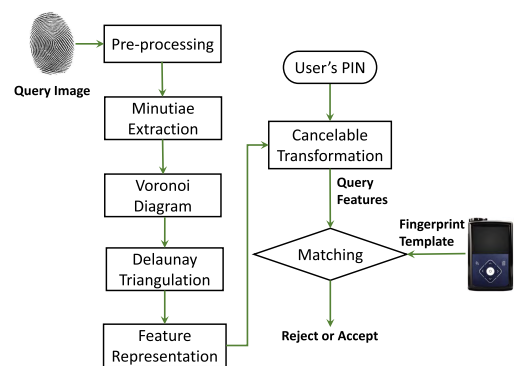 Query Image
Pre-processing
Minutiae
Extraction
Voronoi
Diagram
Delaunay
Triangulation
Feature
Representation
User's PIN
Cancelable
Transformation
Query
Features
Matching
Fingerprint
Template
Reject or Accept